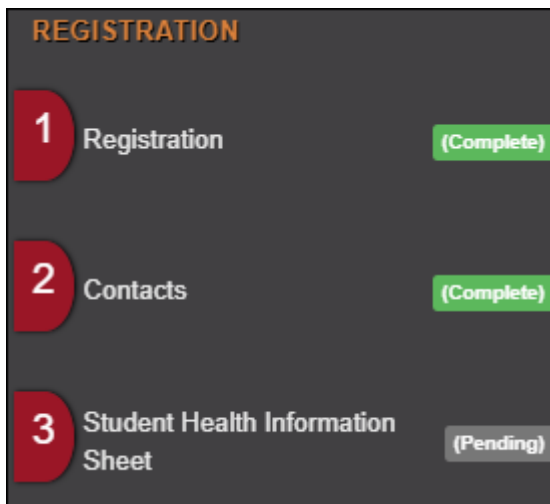 REGISTRATION
1 Registration (Complete)
2 Contacts (Complete)
3 Student Health Information
Sheet (Pending)